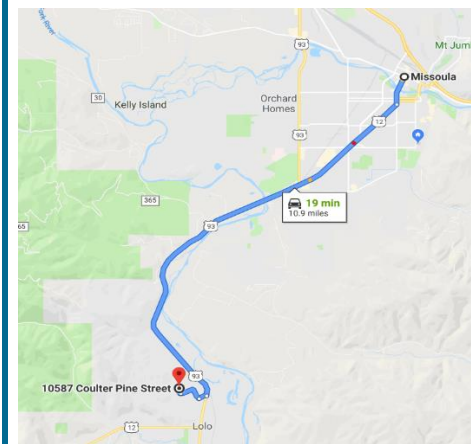 93
Mt Jum
Missoula
30
Kelly Island
Orchard
Homes
12
93
365
19 min
10.9 miles
65
93
93
10587 Coulter Pine Street
12
Lolo